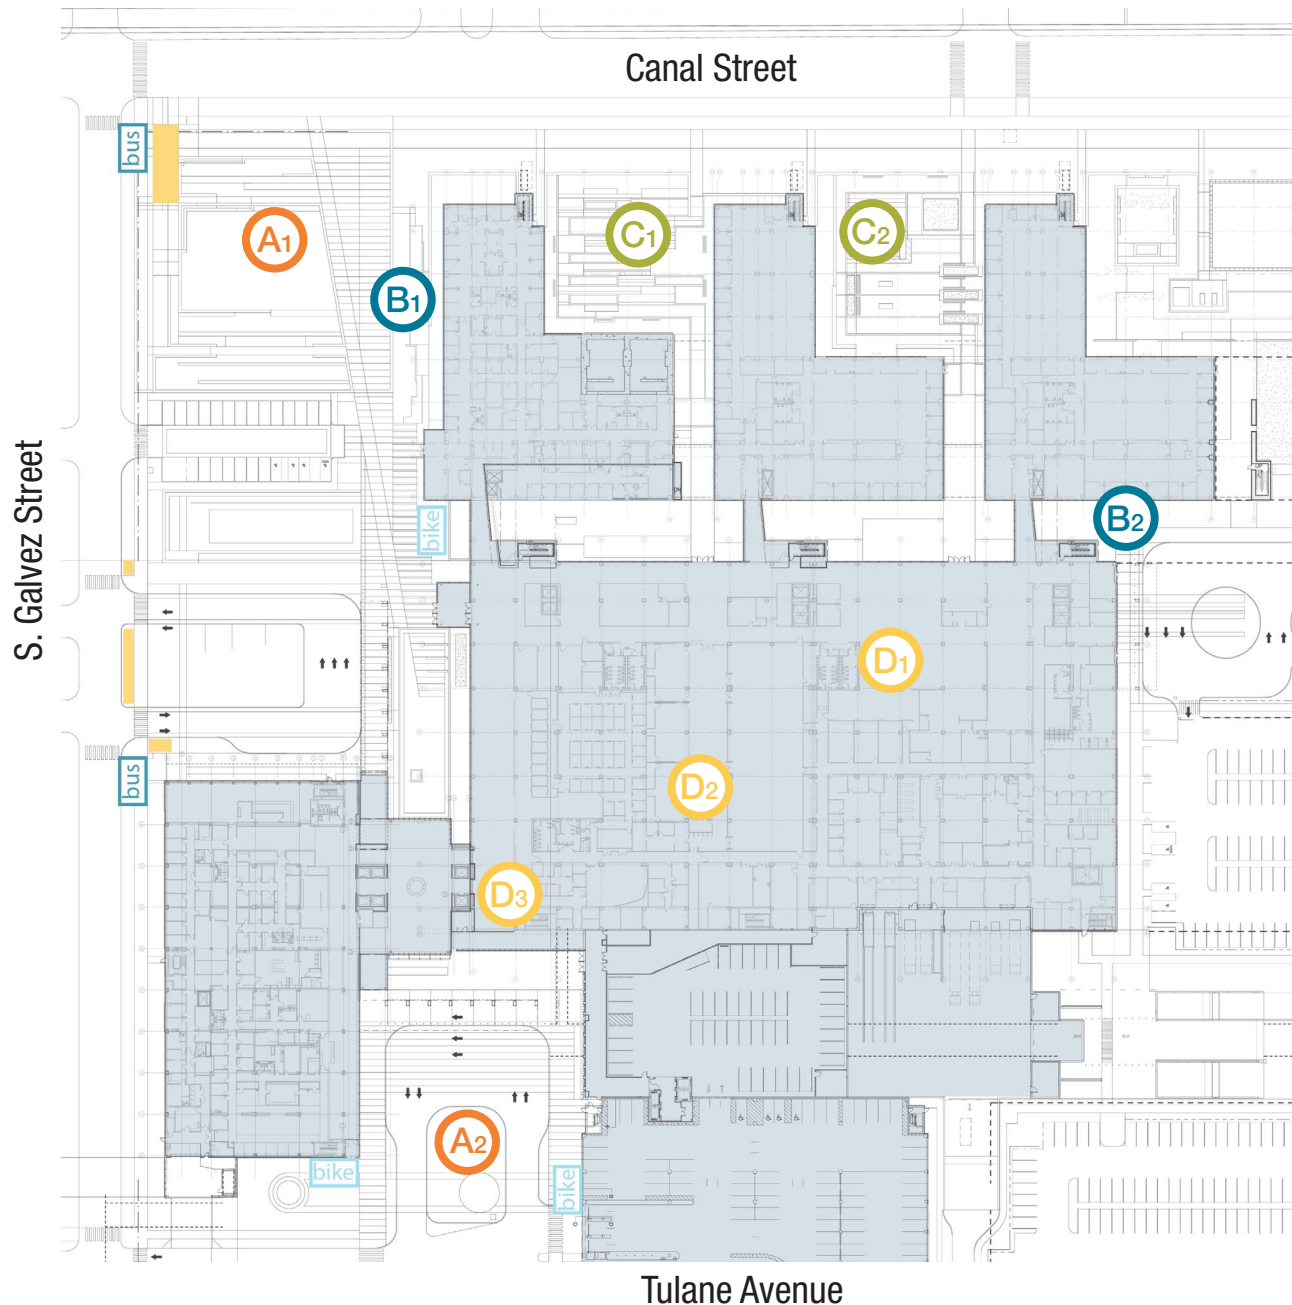 Canal Street
bus
A1
C1
C2
B1
S. Galvez Street
bike
B2
D1
bus
D2
D3
A2
bike
bike
Tulane Avenue